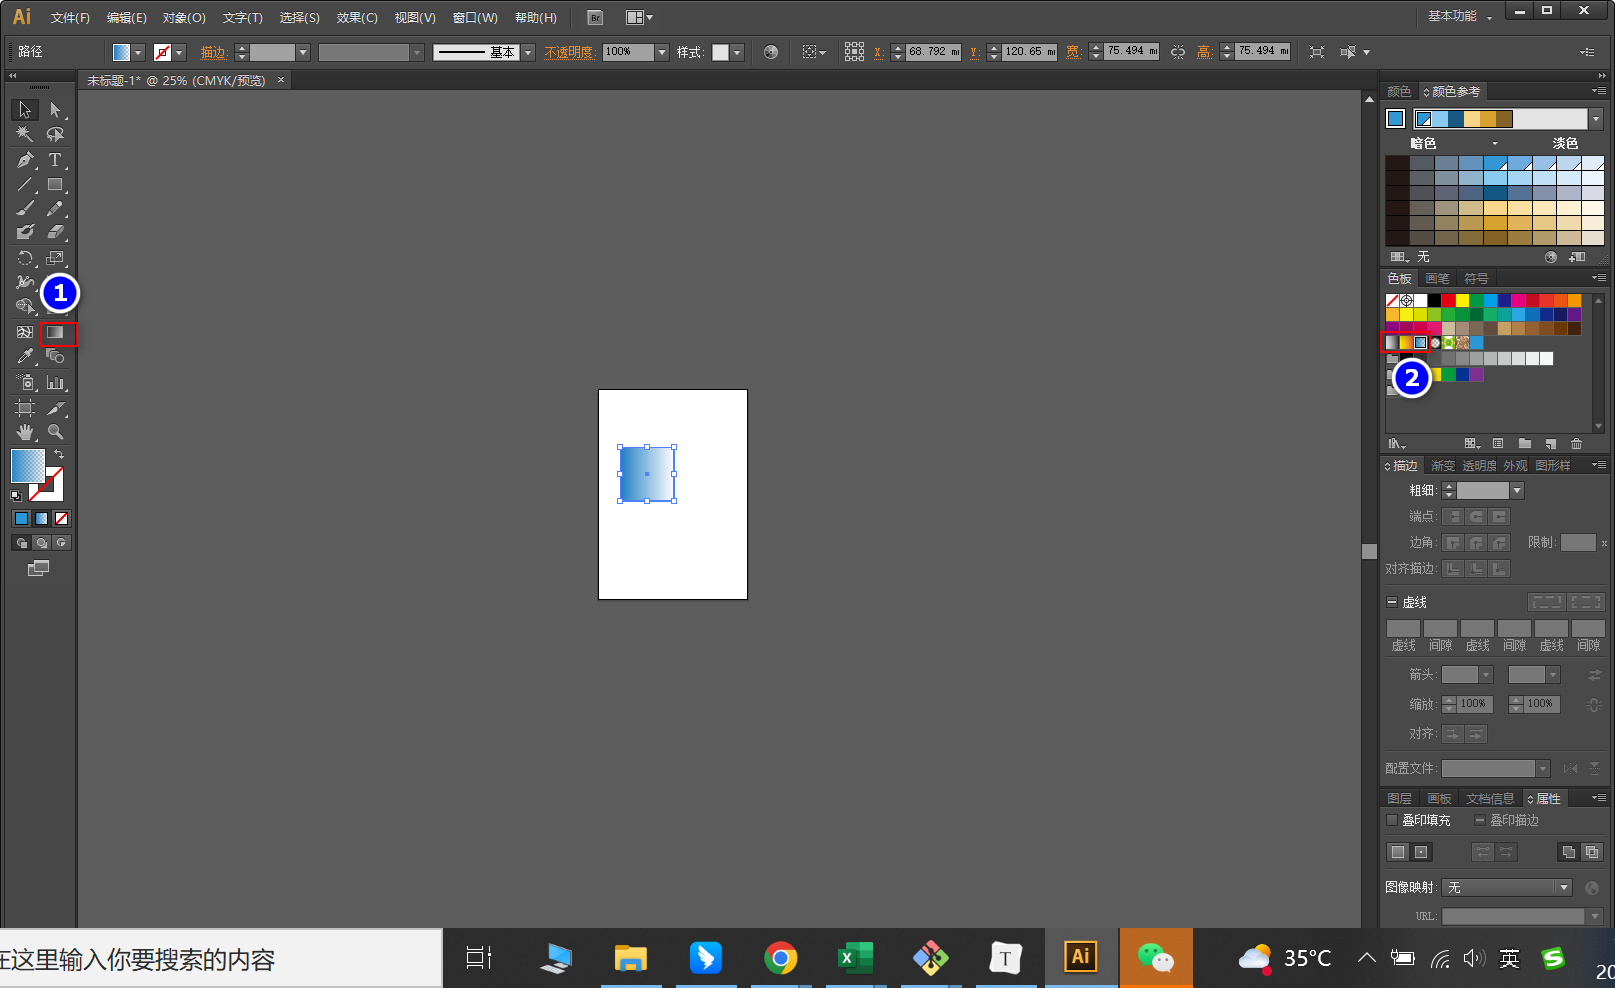 Ai 文件(F) 编辑(E) 对象(O) 文字(T) 选择(S) 效果(C) 视图(V) 窗口(W) 帮助(H) Br 基本功能
路径 描边: 基本 不透明度: 100% 样式: X: 68.792 m Y: 120.65 m 宽: 75.494 m 高: 75.494 m
未标题-1* @ 25% (CMYK/预览) ×
颜色 颜色参考
暗色 淡色
无
色板 画笔 符号
1
2
描边 渐变 透明度 外观 图形样
粗细:
端点:
边角: 限制: x
对齐描边:
虚线
虚线 间隙 虚线 间隙 虚线 间隙
箭头:
缩放: 100% 100%
对齐:
配置文件:
图层 画板 文档信息 属性
叠印填充 叠印描边
图像映射: 无
URL:
在这里输入你要搜索的内容 T Ai 35°C 英 S
20